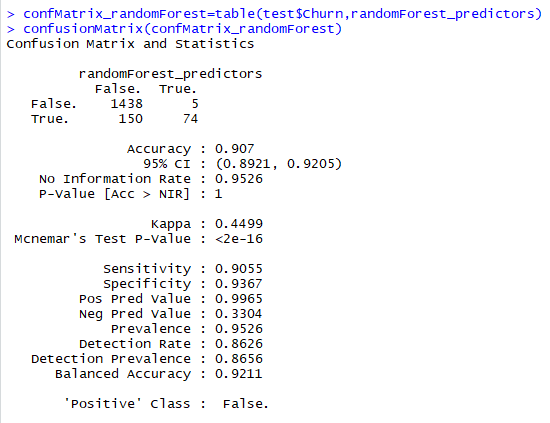 > confMatrix_randomForest=table(test$Churn,randomForest_predictors)
> confusionMatrix(confMatrix_randomForest)
Confusion Matrix and Statistics
randomForest_predictors
False. True.
False. 1438 5
True. 150 74
Accuracy : 0.907
95% CI : (0.8921, 0.9205)
No Information Rate : 0.9526
P-Value [Acc > NIR] : 1
Kappa : 0.4499
Mcnemar's Test P-Value : <2e-16
Sensitivity : 0.9055
Specificity : 0.9367
Pos Pred Value : 0.9965
Neg Pred Value : 0.3304
Prevalence : 0.9526
Detection Rate : 0.8626
Detection Prevalence : 0.8656
Balanced Accuracy : 0.9211
'Positive' Class : False.